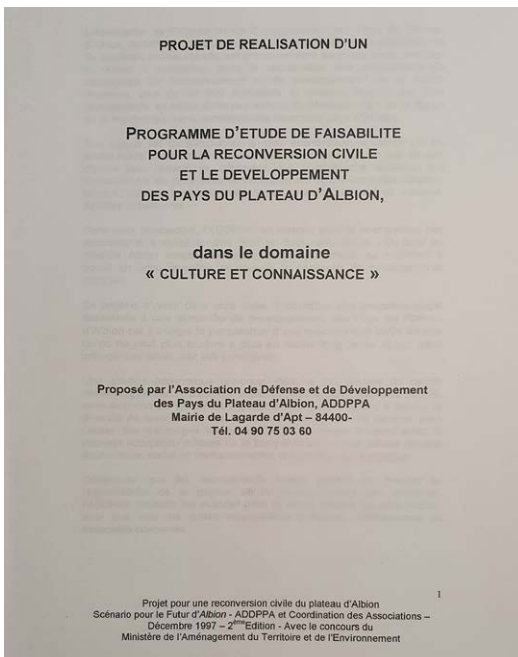 PROJET DE REALISATION D'UN
PROGRAMME D'ETUDE DE FAISABILITE
POUR LA RECONVERSION CIVILE
ET LE DEVELOPPEMENT
DES PAYS DU PLATEAU D'ALBION,
dans le domaine
« CULTURE ET CONNAISSANCE »
Proposé par l'Association de Défense et de Développement
des Pays du Plateau d'Albion, ADDPPA
Mairie de Lagarde d'Apt – 84400-
Tél. 04 90 75 03 60
1
Projet pour une reconversion civile du plateau d'Albion
Scénario pour le Futur d'Albion - ADDPPA et Coordination des Associations –
Décembre 1997 – 2ème Edition - Avec le concours du
Ministère de l'Aménagement du Territoire et de l'Environnement